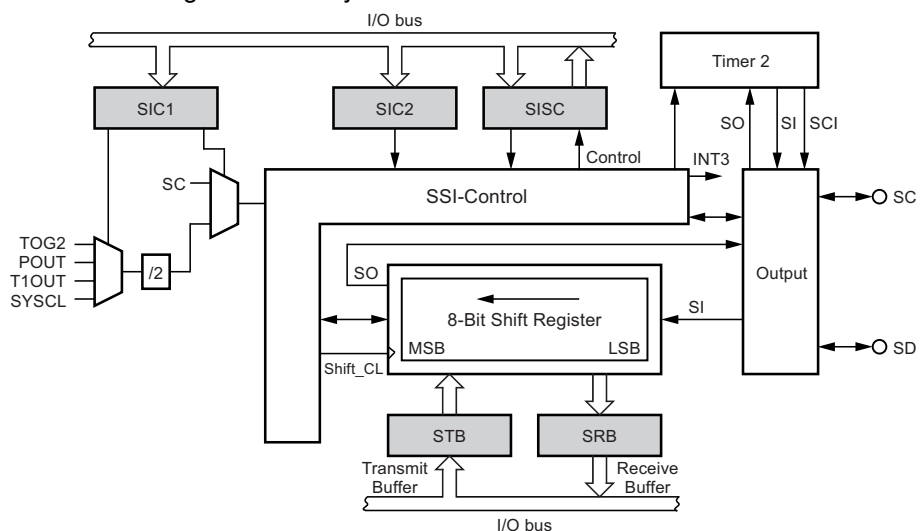 I/O bus
Timer 2
SIC1
SIC2
SISC
SO
SI
SCI
Control
INT3
SC
SSI-Control
SC
TOG2
POUT
T1OUT
SYSCL
/2
SO
Output
8-Bit Shift Register
SI
MSB
LSB
Shift_CL
SD
STB
SRB
Transmit
Buffer
Receive
Buffer
I/O bus